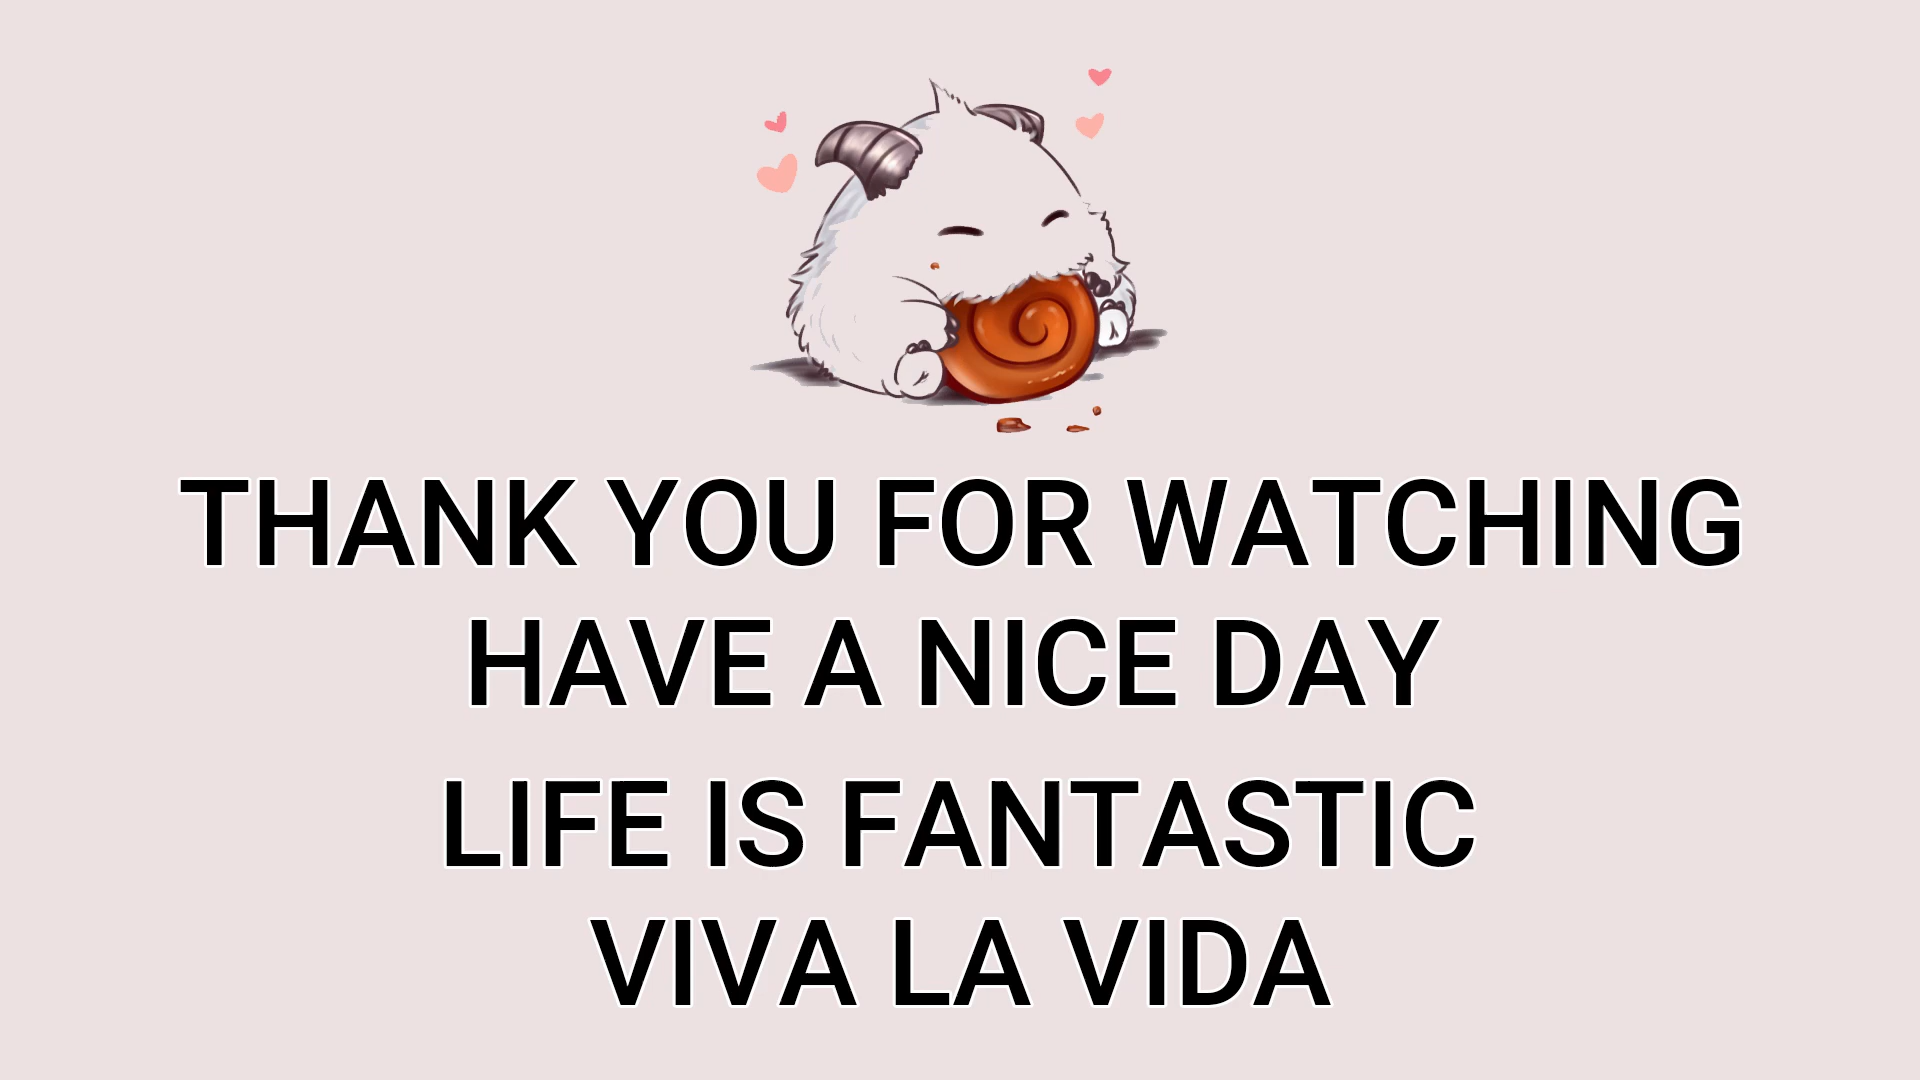 THANK YOU FOR WATCHING
HAVE A NICE DAY
LIFE IS FANTASTIC
VIVA LA VIDA